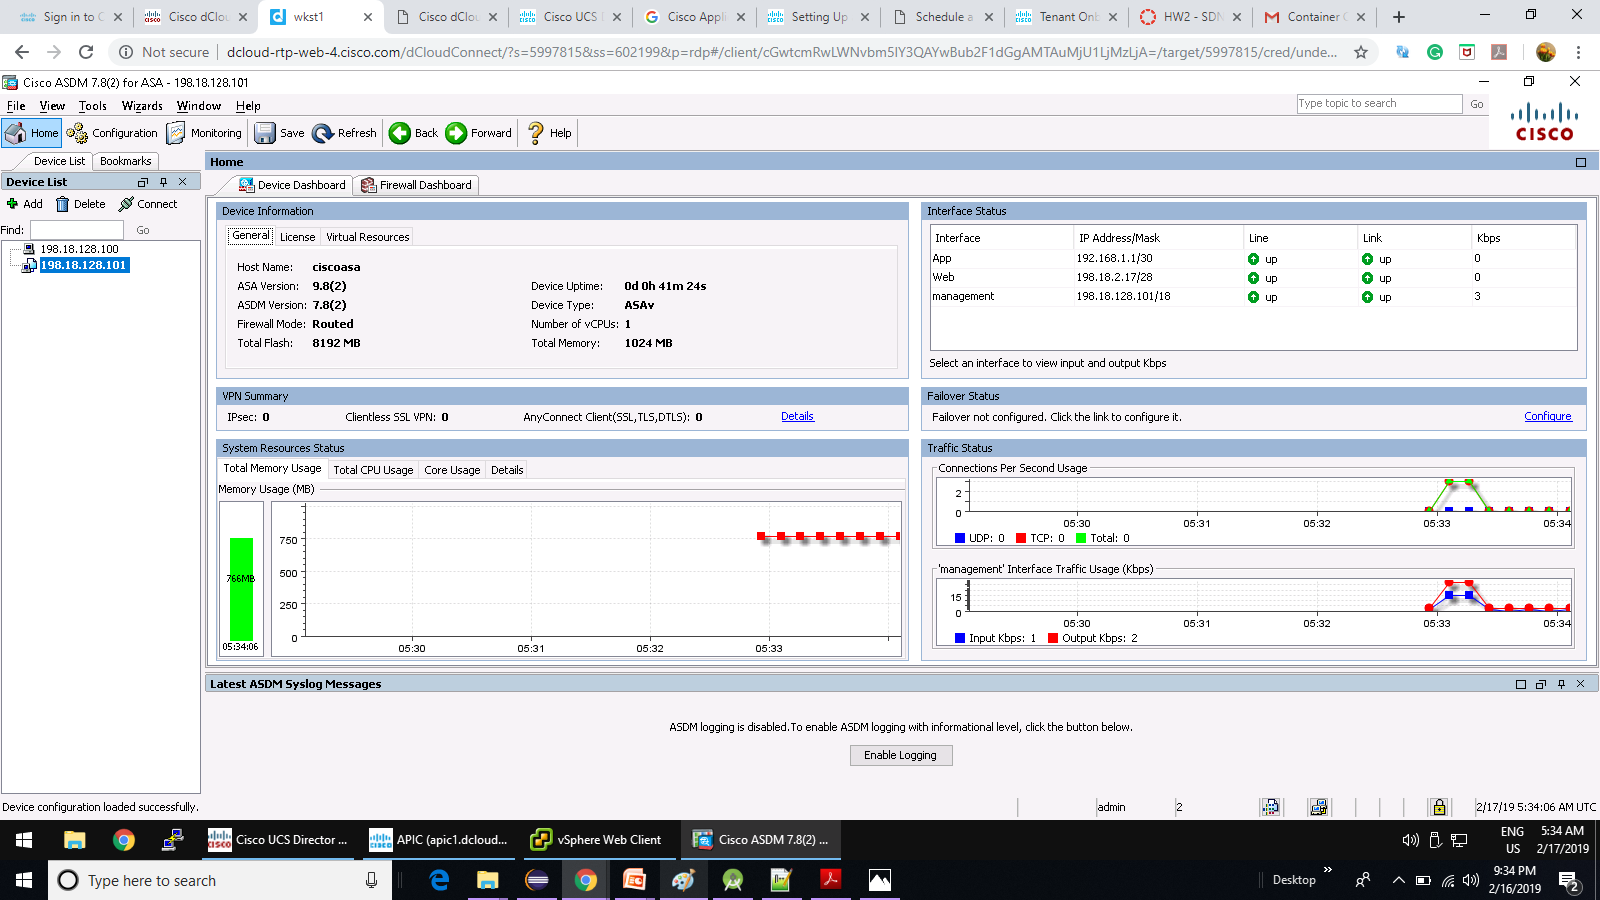 Sign in to C
Cisco dClou
wkst1
Cisco dClou
Cisco UCS
Cisco Appli
Setting Up
Schedule a
Tenant Onb
HW2 - SDN
Container C
Not secure
dcloud-rtp-web-4.cisco.com/dCloudConnect/?s=5997815&ss=602199&p=rdp#/client/cGwtcmRwLWNvbm5lY3QAYwBub2F1dGgAMTAuMjU1LjMzLjA=/target/5997815/cred/unde...
Cisco ASDM 7.8(2) for ASA - 198.18.128.101
File View Tools Wizards Window Help
Type topic to search
Go
Home Configuration Monitoring Save Refresh Back Forward Help
CISCO
Device List Bookmarks
Home
Device List
Device Dashboard Firewall Dashboard
Add Delete Connect
Find: Go
198.18.128.100
198.18.128.101
Device Information
General License Virtual Resources
Host Name: ciscoasa
ASA Version: 9.8(2) Device Uptime: 0d 0h 41m 24s
ASDM Version: 7.8(2) Device Type: ASAv
Firewall Mode: Routed Number of vCPUs: 1
Total Flash: 8192 MB Total Memory: 1024 MB
Interface Status
Interface IP Address/Mask Line Link Kbps
App 192.168.1.1/30 up up 0
Web 198.18.2.17/28 up up 0
management 198.18.128.101/18 up up 3
Select an interface to view input and output Kbps
VPN Summary
IPsec: 0 Clientless SSL VPN: 0 AnyConnect Client(SSL,TLS,DTLS): 0 Details
Failover Status
Failover not configured. Click the link to configure it. Configure
System Resources Status
Total Memory Usage Total CPU Usage Core Usage Details
Memory Usage (MB)
766MB
05:34:06
750
500
250
0
05:30 05:31 05:32 05:33
Traffic Status
Connections Per Second Usage
2
0
05:30 05:31 05:32 05:33 05:34
UDP: 0 TCP: 0 Total: 0
'management' Interface Traffic Usage (Kbps)
15
0
05:30 05:31 05:32 05:33 05:34
Input Kbps: 1 Output Kbps: 2
Latest ASDM Syslog Messages
ASDM logging is disabled.To enable ASDM logging with informational level, click the button below.
Enable Logging
Device configuration loaded successfully.
admin 2 2/17/19 5:34:06 AM UTC
Cisco UCS Director ...
APIC (apic1.dcloud...
vSphere Web Client
Cisco ASDM 7.8(2) ...
ENG
US
5:34 AM
2/17/2019
Type here to search
Desktop
9:34 PM
2/16/2019
2